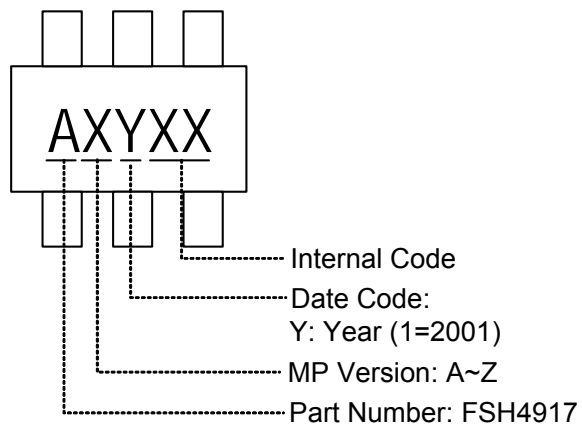 AXYXX
Internal Code
Date Code:
Y: Year (1=2001)
MP Version: A~Z
Part Number: FSH4917